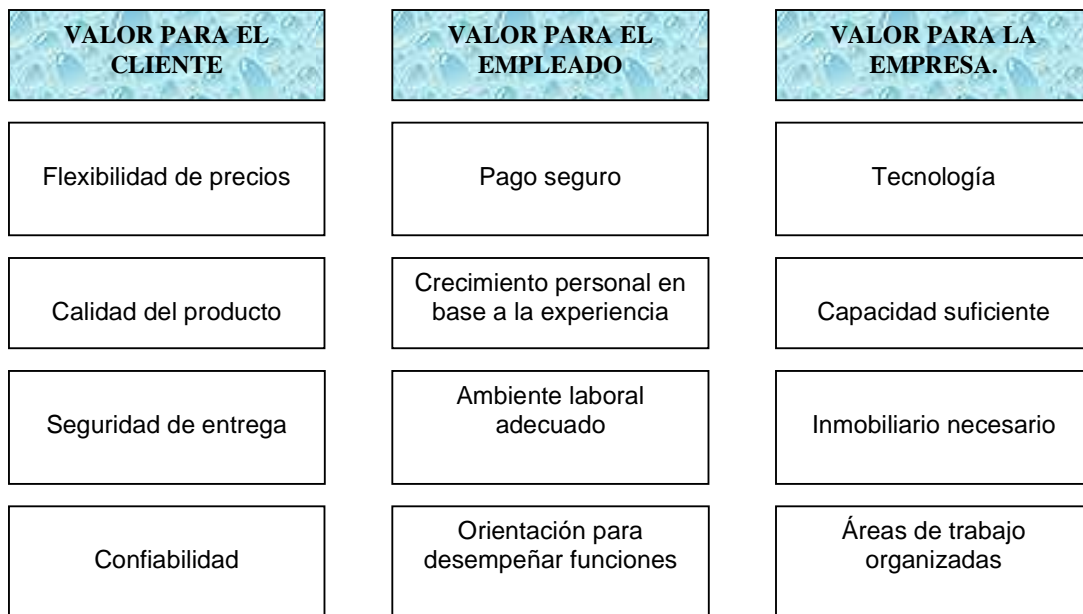 VALOR PARA EL
CLIENTE
VALOR PARA EL
EMPLEADO
VALOR PARA LA
EMPRESA.
Flexibilidad de precios
Pago seguro
Tecnología
Calidad del producto
Crecimiento personal en
base a la experiencia
Capacidad suficiente
Seguridad de entrega
Ambiente laboral
adecuado
Inmobiliario necesario
Confiabilidad
Orientación para
desempeñar funciones
Áreas de trabajo
organizadas